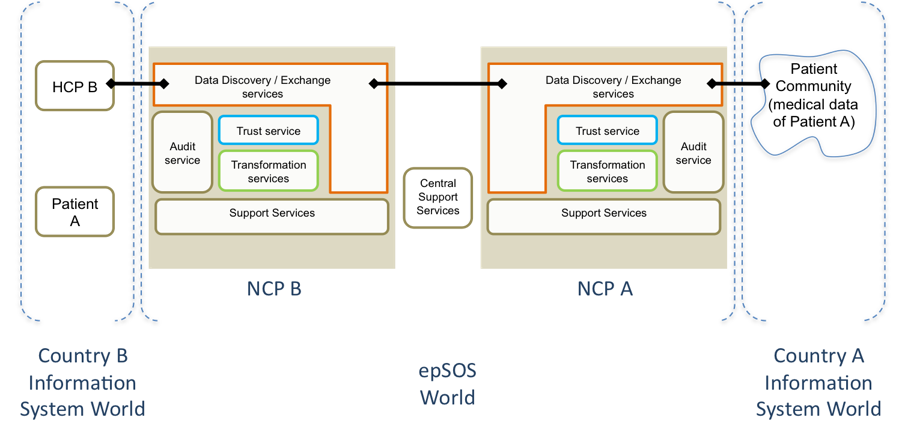 HCP B
Patient
A
Data Discovery / Exchange
services
Audit
service
Trust service
Transformation
services
Support Services
NCP B
Central
Support
Services
Data Discovery / Exchange
services
Trust service
Transformation
services
Audit
service
Support Services
NCP A
Patient
Community
(medical data
of Patient A)
Country B
Information
System World
epSOS
World
Country A
Information
System World